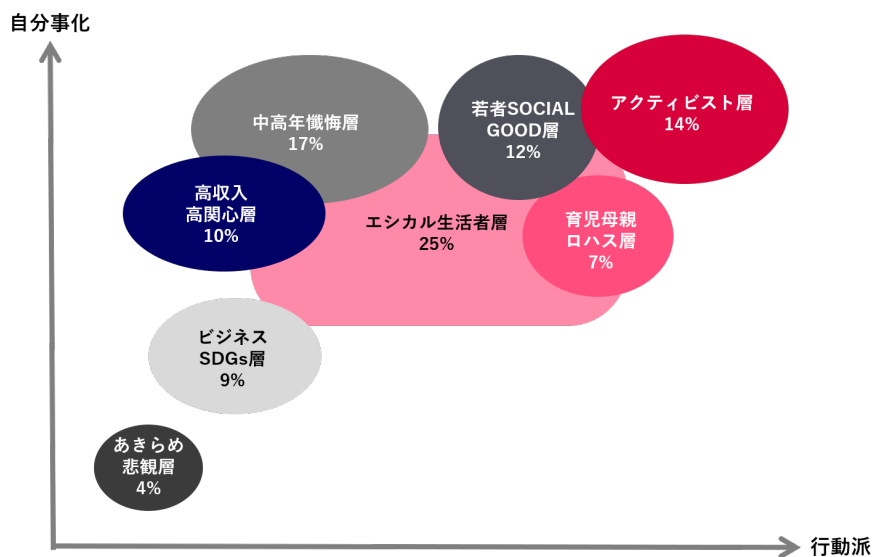 自分事化
中高年懺悔層
17%
若者SOCIAL
GOOD層
12%
アクティビスト層
14%
高収入
高関心層
10%
エシカル生活者層
25%
育児母親
ロハス層
7%
ビジネス
SDGs層
9%
あきらめ
悲観層
4%
行動派